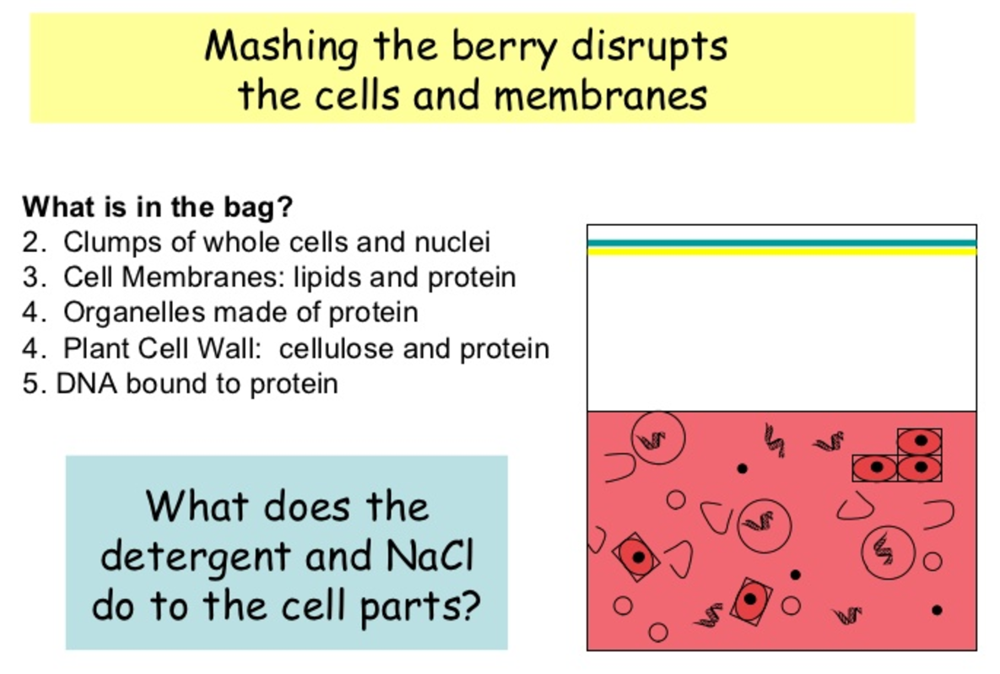 Mashing the berry disrupts
the cells and membranes
What is in the bag?
2. Clumps of whole cells and nuclei
3. Cell Membranes: lipids and protein
4. Organelles made of protein
4. Plant Cell Wall: cellulose and protein
5. DNA bound to protein
What does the
detergent and NaCl
do to the cell parts?